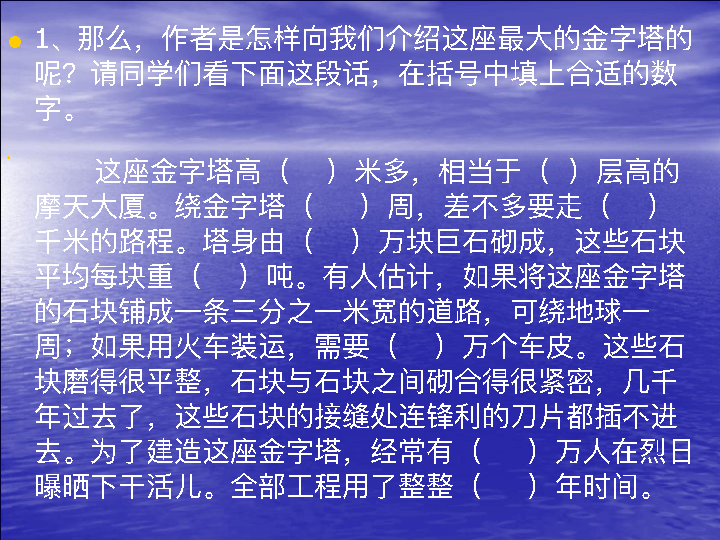 1、那么，作者是怎样向我们介绍这座最大的金字塔的
呢？请同学们看下面这段话，在括号中填上合适的数
字。
这座金字塔高（　）米多，相当于（ ）层高的
摩天大厦。绕金字塔（　）周，差不多要走（　）
千米的路程。塔身由（　）万块巨石砌成，这些石块
平均每块重（　）吨。有人估计，如果将这座金字塔
的石块铺成一条三分之一米宽的道路，可绕地球一
周；如果用火车装运，需要（　）万个车皮。这些石
块磨得很平整，石块与石块之间砌合得很紧密，几千
年过去了，这些石块的接缝处连锋利的刀片都插不进
去。为了建造这座金字塔，经常有（　）万人在烈日
曝晒下干活儿。全部工程用了整整（　）年时间。